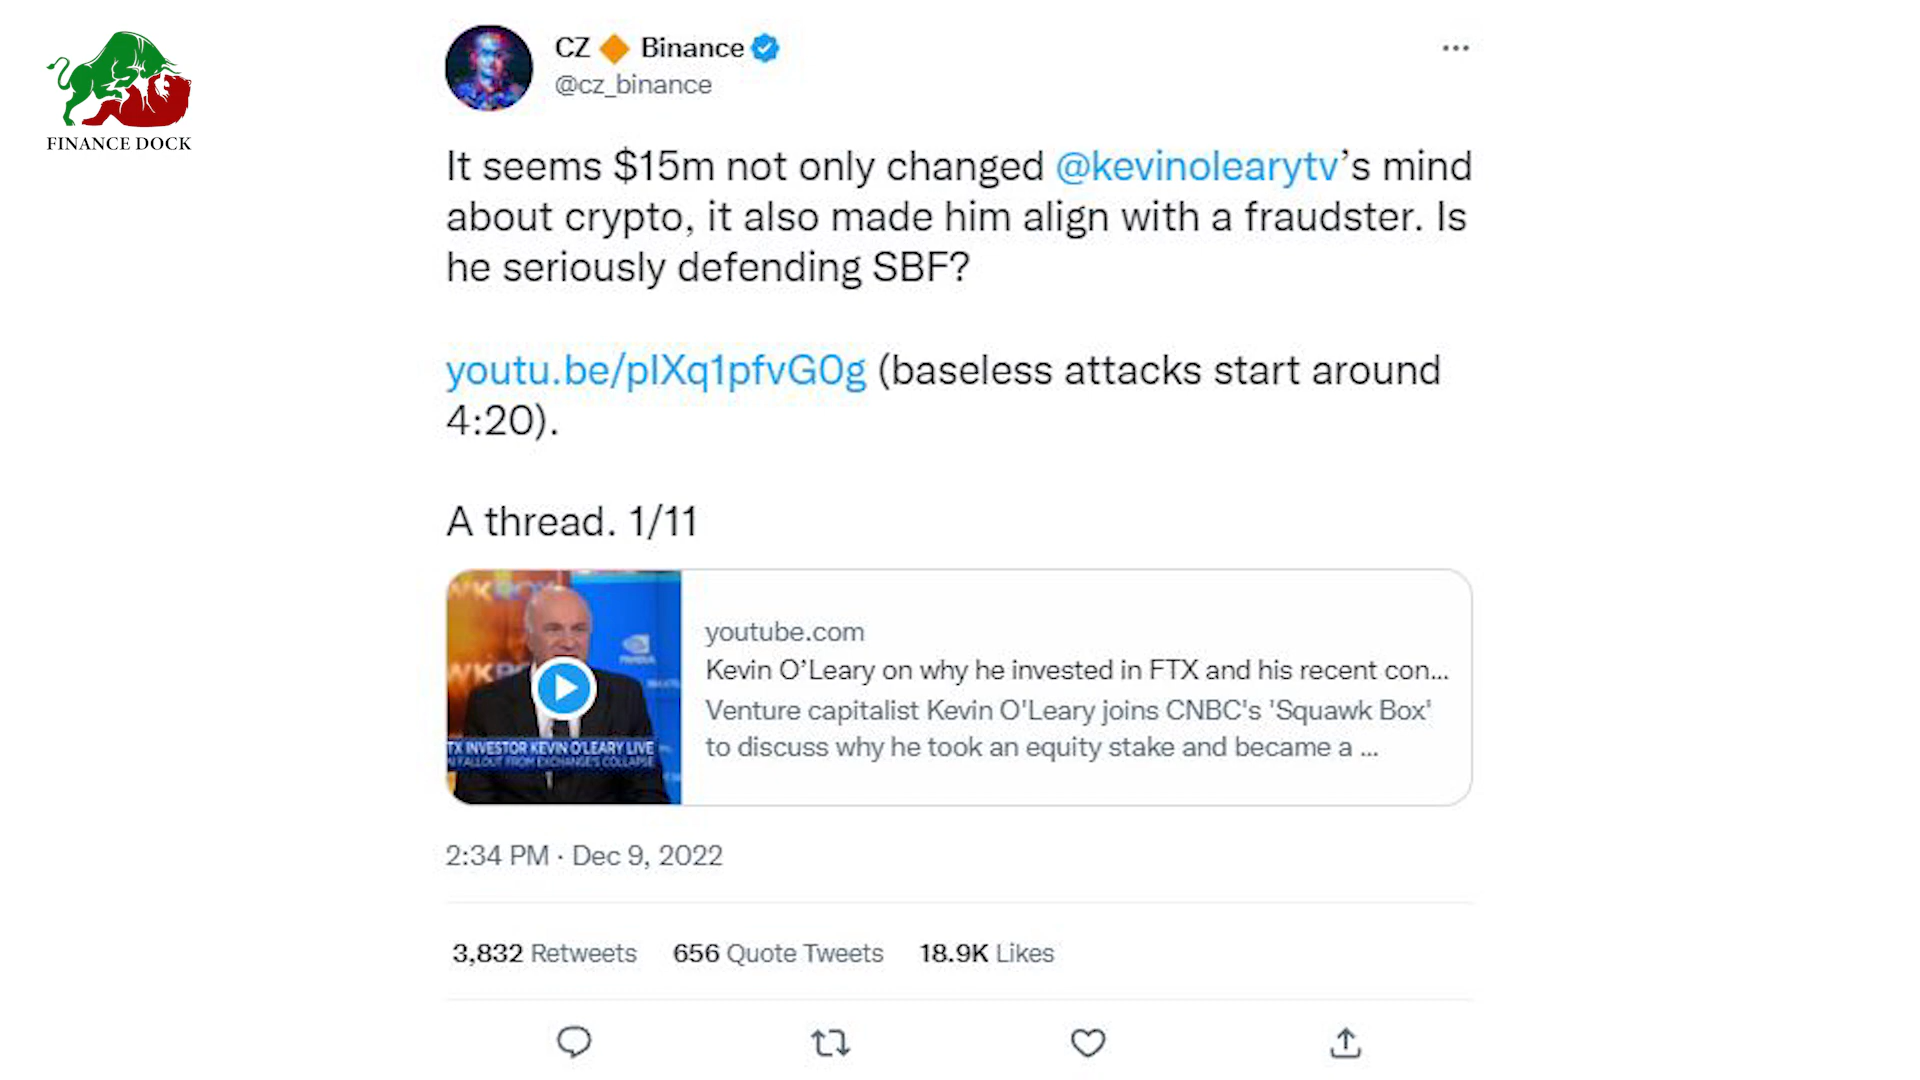 FINANCE DOCK
CZ 🔶 Binance
@cz_binance
It seems $15m not only changed @kevinolearytv’s mind
about crypto, it also made him align with a fraudster. Is
he seriously defending SBF?
youtu.be/pIXq1pfvG0g (baseless attacks start around
4:20).
A thread. 1/11
TX INVESTOR KEVIN O'LEARY LIVE
FALLOUT FROM EXCHANGE'S COLLAPSE
youtube.com
Kevin O’Leary on why he invested in FTX and his recent con...
Venture capitalist Kevin O'Leary joins CNBC's 'Squawk Box'
to discuss why he took an equity stake and became a ...
2:34 PM · Dec 9, 2022
3,832 Retweets 656 Quote Tweets 18.9K Likes